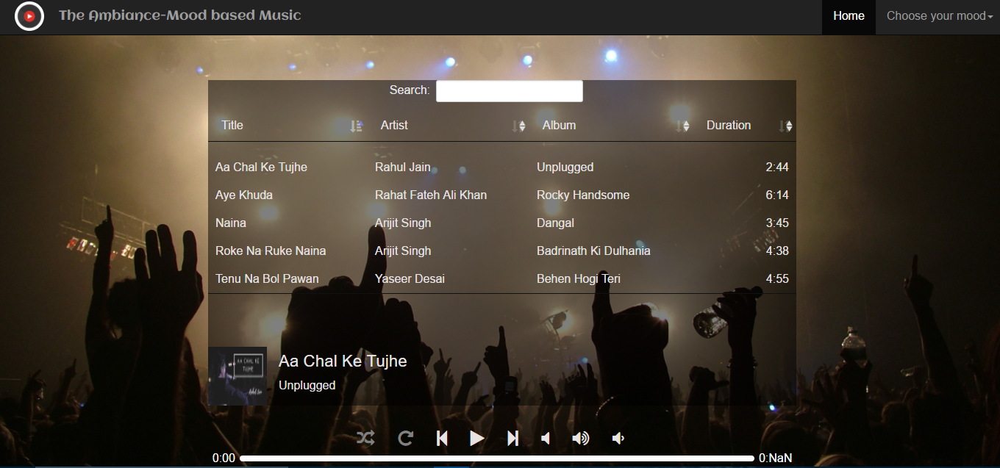 The Ambiance-Mood based Music
Home Choose your mood
Search:
Title Artist Album Duration
Aa Chal Ke Tujhe Rahul Jain Unplugged 2:44
Aye Khuda Rahat Fateh Ali Khan Rocky Handsome 6:14
Naina Arijit Singh Dangal 3:45
Roke Na Ruke Naina Arijit Singh Badrinath Ki Dulhania 4:38
Tenu Na Bol Pawan Yaseer Desai Behen Hogi Teri 4:55
AA CHAL KE
TUJHE
Aa Chal Ke Tujhe
Unplugged
0:00 0:NaN